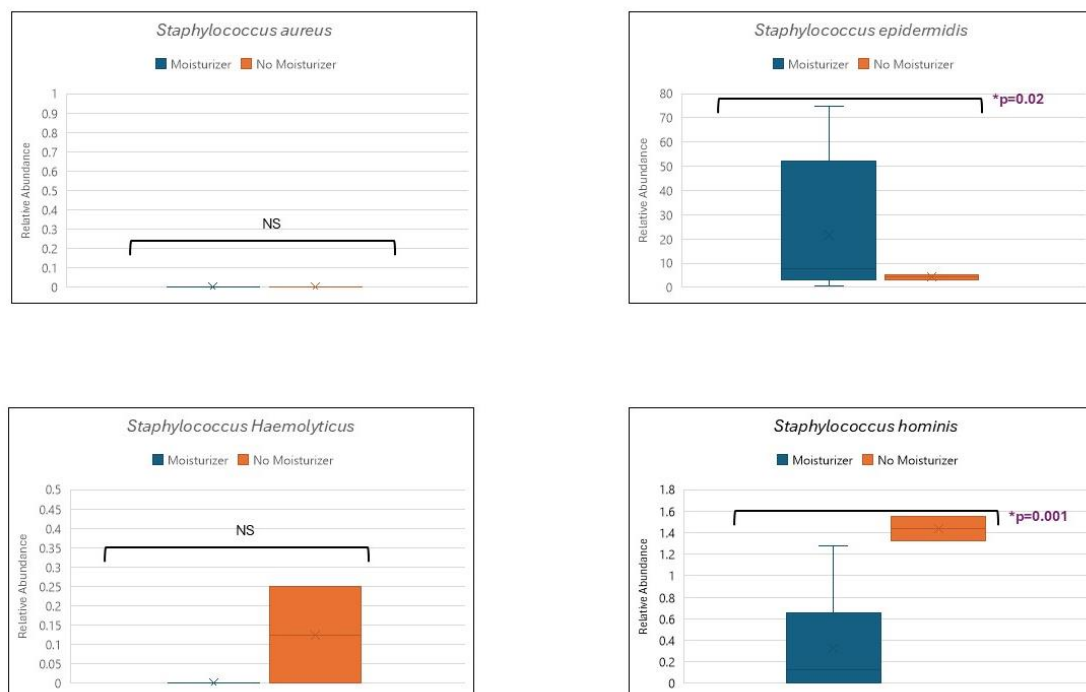 Staphylococcus aureus
Moisturizer No Moisturizer
Relative Abundance
1
0.9
0.8
0.7
0.6
0.5
0.4
0.3
0.2
0.1
0
NS
Staphylococcus epidermidis
Moisturizer No Moisturizer
Relative Abundance
80
70
60
50
40
30
20
10
0
*p=0.02
Staphylococcus Haemolyticus
Moisturizer No Moisturizer
Relative Abundance
0.5
0.45
0.4
0.35
0.3
0.25
0.2
0.15
0.1
0.05
0
NS
Staphylococcus hominis
Moisturizer No Moisturizer
Relative Abundance
1.8
1.6
1.4
1.2
1
0.8
0.6
0.4
0.2
0
*p=0.001